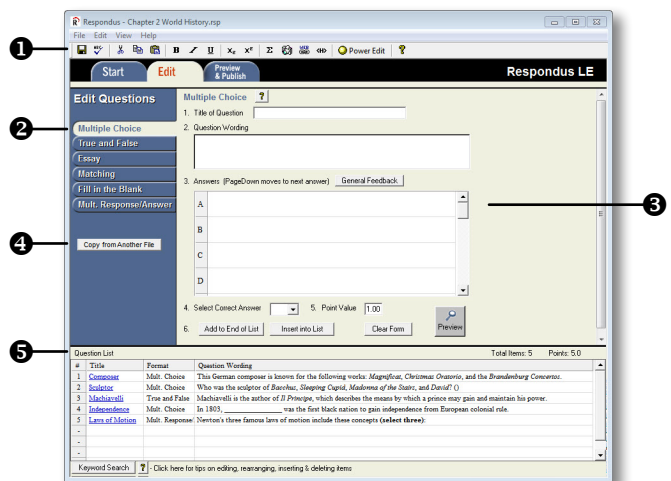 Respondus - Chapter 2 World History.rsp
File Edit View Help
B I U X₂ X² Σ Power Edit ?
Start Edit Preview & Publish Respondus LE
Edit Questions
Multiple Choice
True and False
Essay
Matching
Fill in the Blank
Mult. Response/Answer
Copy from Another File
Multiple Choice ?
1. Title of Question
2. Question Wording
3. Answers (PageDown moves to next answer) General Feedback
A
B
C
D
4. Select Correct Answer 5. Point Value 1.00
6. Add to End of List Insert into List Clear Form Preview
Question List Total Items: 5 Points: 5.0
# Title Format Question Wording
1 Composer Mult. Choice This German composer is known for the following works: Magnificat, Christmas Oratorio, and the Brandenburg Concertos.
2 Sculptor Mult. Choice Who was the sculptor of Bacchus, Sleeping Cupid, Madonna of the Stairs, and David? ()
3 Machiavelli True and False Machiavelli is the author of Il Principe, which describes the means by which a prince may gain and maintain his power.
4 Independence Mult. Choice In 1803, ______________ was the first black nation to gain independence from European colonial rule.
5 Laws of Motion Mult. Response/ Newton's three famous laws of motion include these concepts (select three):
-
-
-
Keyword Search ? - Click here for tips on editing, rearranging, inserting & deleting items
1
2
3
4
5